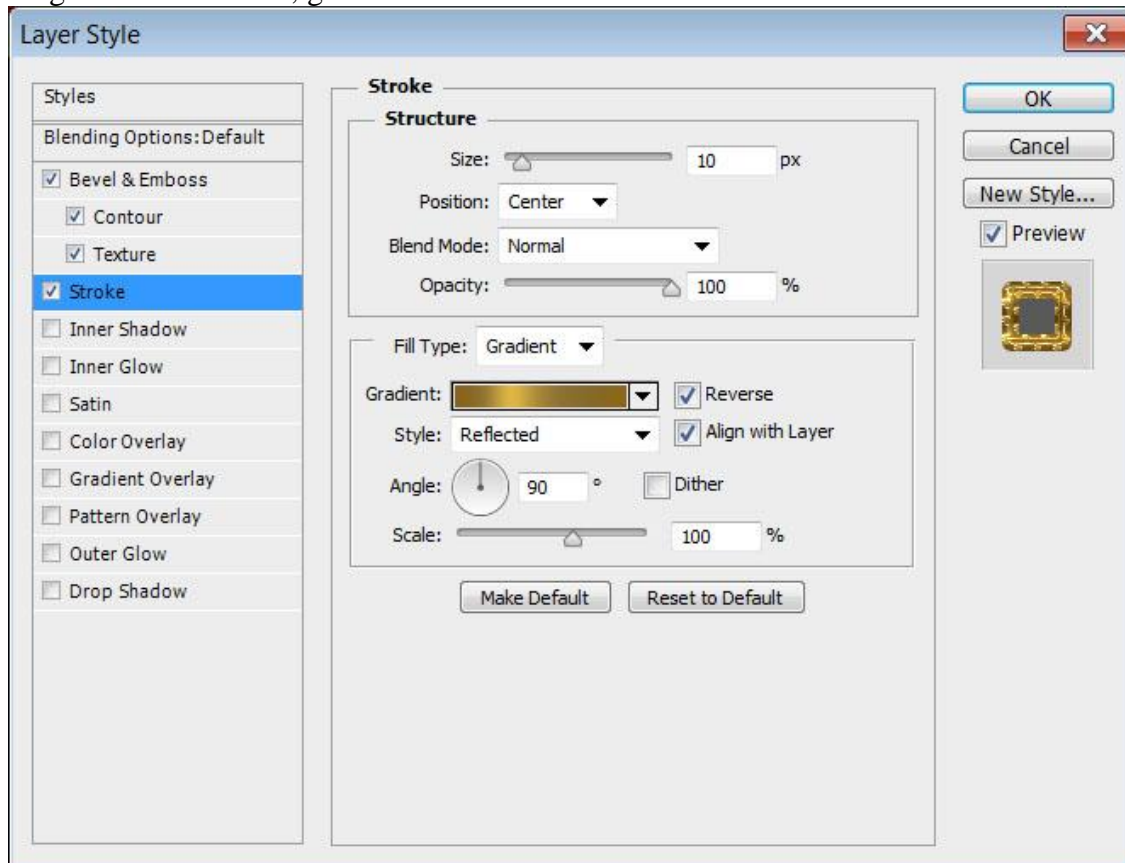 Layer Style
Styles
Blending Options: Default
Bevel & Emboss
Contour
Texture
Stroke
Inner Shadow
Inner Glow
Satin
Color Overlay
Gradient Overlay
Pattern Overlay
Outer Glow
Drop Shadow
Stroke
Structure
Size: 10 px
Position: Center
Blend Mode: Normal
Opacity: 100 %
Fill Type: Gradient
Gradient: Reverse
Style: Reflected Align with Layer
Angle: 90 ° Dither
Scale: 100 %
Make Default Reset to Default
OK
Cancel
New Style...
Preview